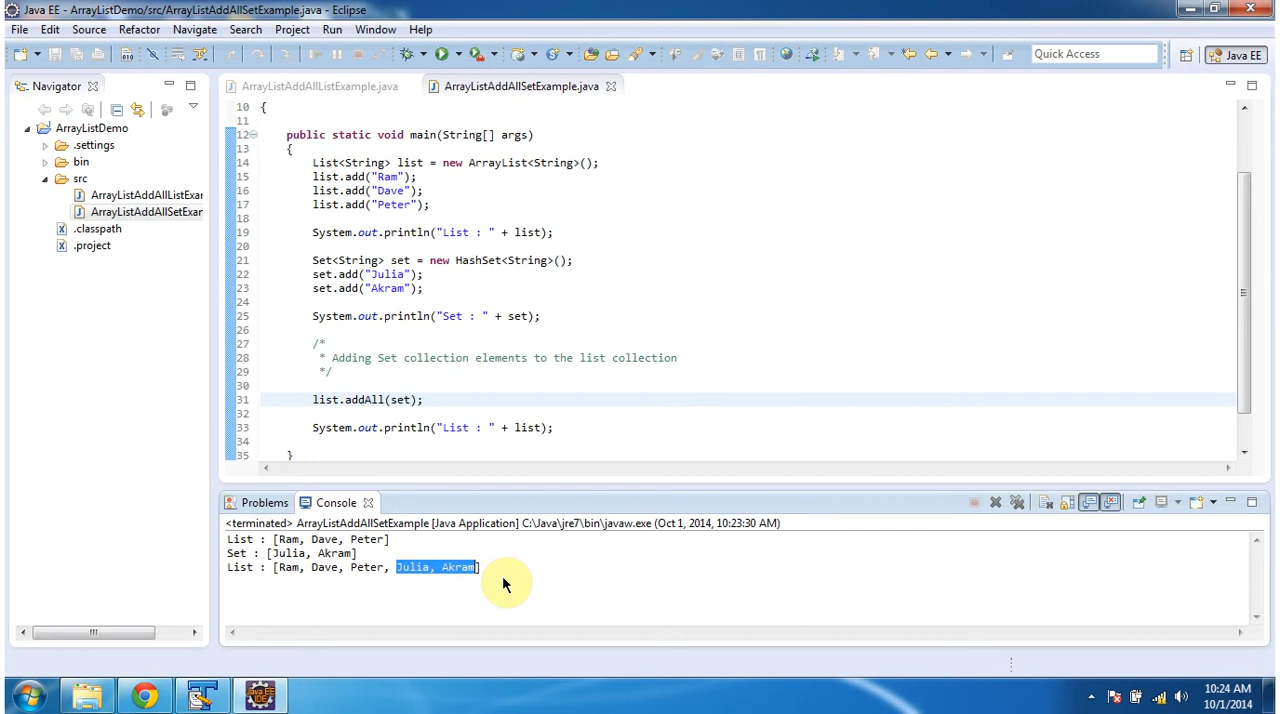 Java EE - ArrayListDemo/src/ArrayListAddAllSetExample.java - Eclipse
File Edit Source Refactor Navigate Search Project Run Window Help
Quick Access
Java EE
Navigator
ArrayListAddAllListExample.java
ArrayListAddAllSetExample.java
ArrayListDemo
.settings
bin
src
ArrayListAddAllListExar
ArrayListAddAllSetExam
.classpath
.project
10 {
11
12 public static void main(String[] args)
13 {
14 List<String> list = new ArrayList<String>();
15 list.add("Ram");
16 list.add("Dave");
17 list.add("Peter");
18
19 System.out.println("List : " + list);
20
21 Set<String> set = new HashSet<String>();
22 set.add("Julia");
23 set.add("Akram");
24
25 System.out.println("Set : " + set);
26
27 /*
28 * Adding Set collection elements to the list collection
29 */
30
31 list.addAll(set);
32
33 System.out.println("List : " + list);
34
35 }
Problems Console
<terminated> ArrayListAddAllSetExample [Java Application] C:\Java\jre7\bin\javaw.exe (Oct 1, 2014, 10:23:30 AM)
List : [Ram, Dave, Peter]
Set : [Julia, Akram]
List : [Ram, Dave, Peter, Julia, Akram]
Java EE
IDE
10:24 AM
10/1/2014